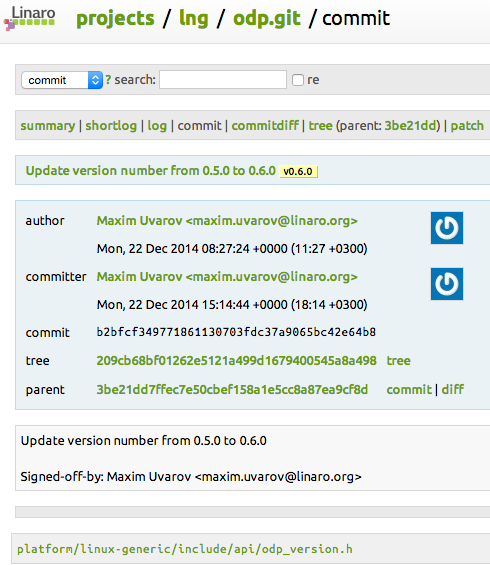 Linaro projects / lng / odp.git / commit
commit ? search: re
summary | shortlog | log | commit | commitdiff | tree (parent: 3be21dd) | patch
Update version number from 0.5.0 to 0.6.0 v0.6.0
author Maxim Uvarov <maxim.uvarov@linaro.org>
Mon, 22 Dec 2014 08:27:24 +0000 (11:27 +0300)
committer Maxim Uvarov <maxim.uvarov@linaro.org>
Mon, 22 Dec 2014 15:14:44 +0000 (18:14 +0300)
commit b2bfcf349771861130703fdc37a9065bc42e64b8
tree 209cb68bf01262e5121a499d1679400545a8a498 tree
parent 3be21dd7ffec7e50cbef158a1e5cc8a87ea9cf8d commit | diff
Update version number from 0.5.0 to 0.6.0
Signed-off-by: Maxim Uvarov <maxim.uvarov@linaro.org>
platform/linux-generic/include/api/odp_version.h